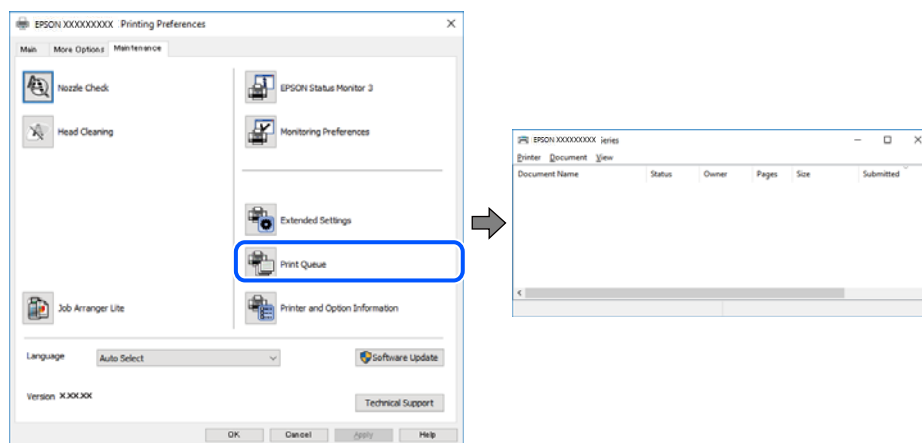 EPSON XXXXXXXXX Printing Preferences
Main More Options Maintenance
Nozzle Check
EPSON Status Monitor 3
Head Cleaning
Monitoring Preferences
Extended Settings
Print Queue
Job Arranger Lite
Printer and Option Information
Language
Auto Select
Software Update
Version X.XX.XX
Technical Support
OK Cancel Apply Help
EPSON XXXXXXXXX ieries
Printer Document View
Document Name Status Owner Pages Size Submitted